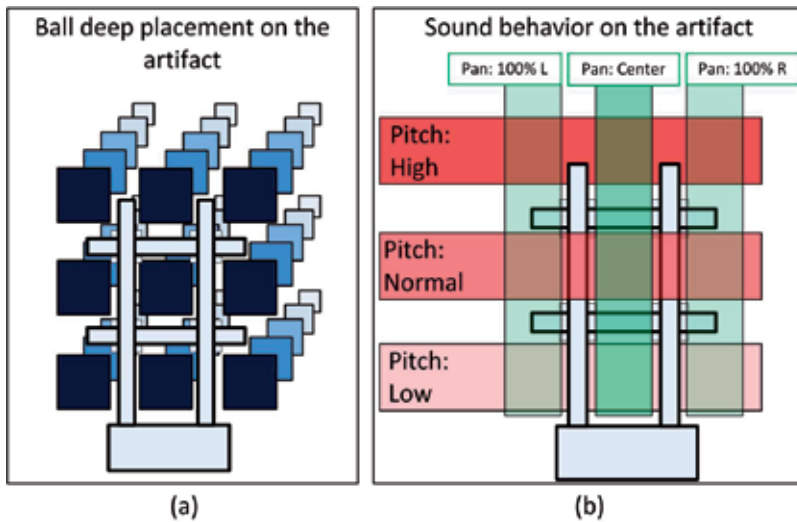 Ball deep placement on the
artifact
(a)
Sound behavior on the artifact
Pan: 100% L
Pan: Center
Pan: 100% R
Pitch:
High
Pitch:
Normal
Pitch:
Low
(b)